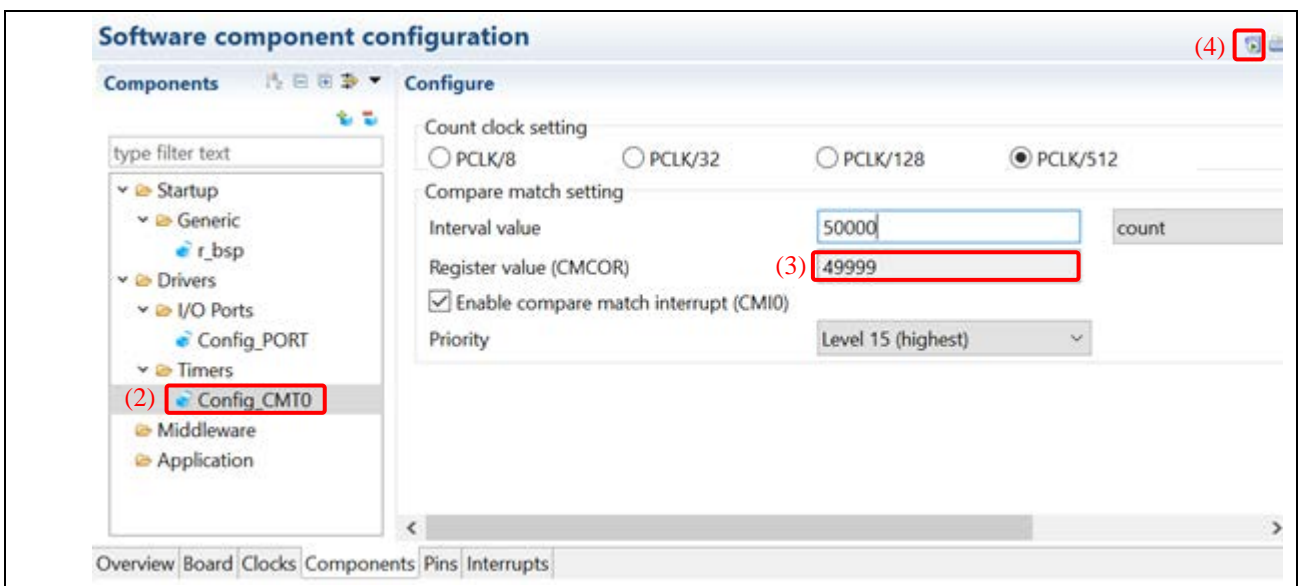 Software component configuration
(4)
Components
Configure
type filter text
Startup
Generic
r_bsp
Drivers
I/O Ports
Config_PORT
Timers
(2) Config_CMT0
Middleware
Application
Count clock setting
PCLK/8 PCLK/32 PCLK/128 PCLK/512
Compare match setting
Interval value 50000 count
Register value (CMCOR) (3) 49999
Enable compare match interrupt (CMI0)
Priority Level 15 (highest)
Overview Board Clocks Components Pins Interrupts